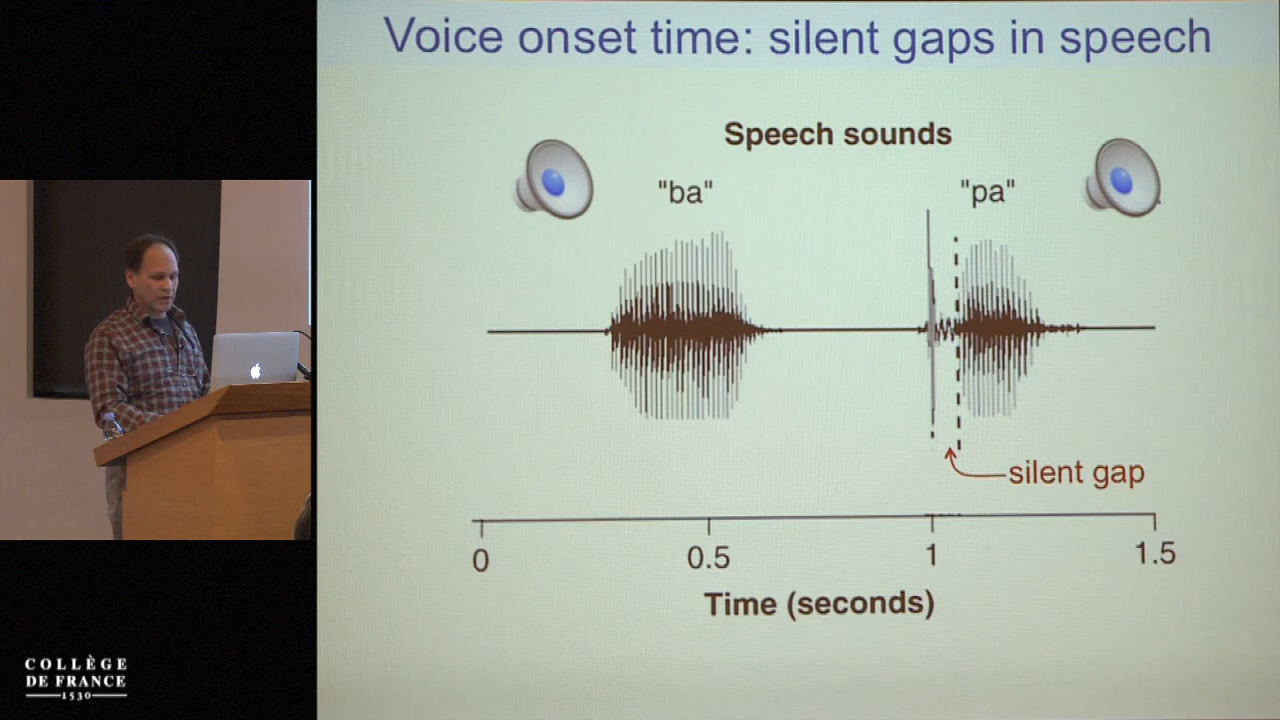 Voice onset time: silent gaps in speech
Speech sounds
"ba"
"pa"
silent gap
0
0.5
1
1.5
Time (seconds)
COLLÈGE
DE FRANCE
1530